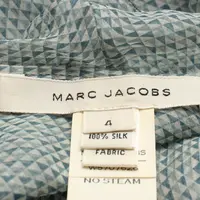 MARC JACOBS
4
100% SILK
FABRIC
NO STEAM